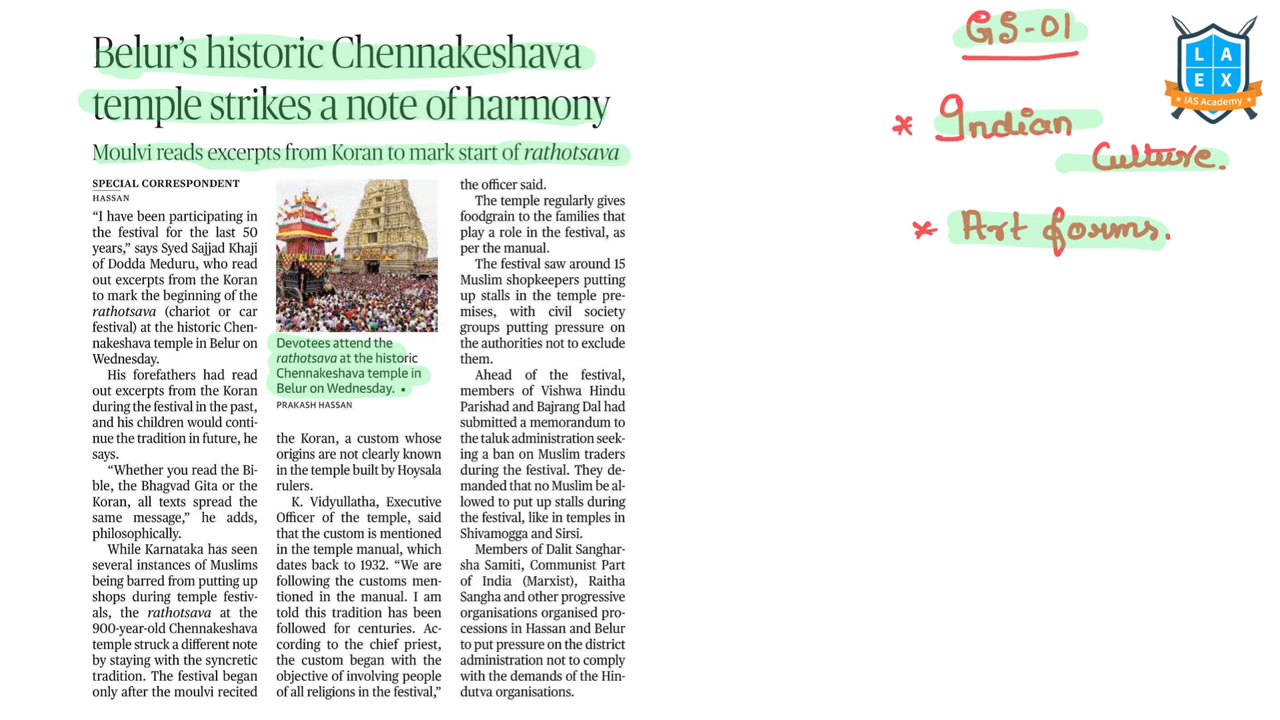 Belur's historic Chennakeshava
temple strikes a note of harmony
Moulvi reads excerpts from Koran to mark start of rathotsava
SPECIAL CORRESPONDENT
HASSAN
"I have been participating in
the festival for the last 50
years," says Syed Sajjad Khaji
of Dodda Meduru, who read
out excerpts from the Koran
to mark the beginning of the
rathotsava (chariot or car
festival) at the historic Chen-
nakeshava temple in Belur on
Wednesday.
His forefathers had read
out excerpts from the Koran
during the festival in the past,
and his children would conti-
nue the tradition in future, he
says.
"Whether you read the Bi-
ble, the Bhagvad Gita or the
Koran, all texts spread the
same message," he adds,
philosophically.
While Karnataka has seen
several instances of Muslims
being barred from putting up
shops during temple festiv-
als, the rathotsava at the
900-year-old Chennakeshava
temple struck a different note
by staying with the syncretic
tradition. The festival began
only after the moulvi recited
Devotees attend the
rathotsava at the historic
Chennakeshava temple in
Belur on Wednesday. ▪
PRAKASH HASSAN
the Koran, a custom whose
origins are not clearly known
in the temple built by Hoysala
rulers.
K. Vidyullatha, Executive
Officer of the temple, said
that the custom is mentioned
in the temple manual, which
dates back to 1932. "We are
following the customs men-
tioned in the manual. I am
told this tradition has been
followed for centuries. Ac-
cording to the chief priest,
the custom began with the
objective of involving people
of all religions in the festival,"
the officer said.
The temple regularly gives
foodgrain to the families that
play a role in the festival, as
per the manual.
The festival saw around 15
Muslim shopkeepers putting
up stalls in the temple pre-
mises, with civil society
groups putting pressure on
the authorities not to exclude
them.
Ahead of the festival,
members of Vishwa Hindu
Parishad and Bajrang Dal had
submitted a memorandum to
the taluk administration seek-
ing a ban on Muslim traders
during the festival. They de-
manded that no Muslim be al-
lowed to put up stalls during
the festival, like in temples in
Shivamogga and Sirsi.
Members of Dalit Sanghar-
sha Samiti, Communist Part
of India (Marxist), Raitha
Sangha and other progressive
organisations organised pro-
cessions in Hassan and Belur
to put pressure on the district
administration not to comply
with the demands of the Hin-
dutva organisations.
GS-01
* Indian
Culture.
* Art forms.
L A
E X
IAS Academy